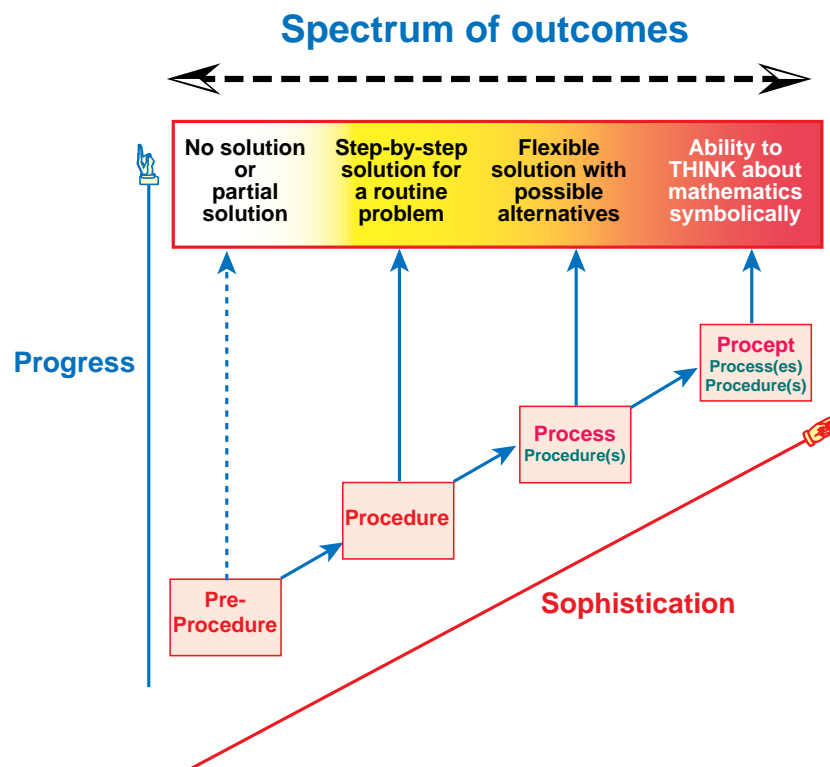 Spectrum of outcomes
No solution
or
partial
solution
Step-by-step
solution for
a routine
problem
Flexible
solution with
possible
alternatives
Ability to
THINK about
mathematics
symbolically
Progress
Procept
Process(es)
Procedure(s)
Process
Procedure(s)
Procedure
Pre-
Procedure
Sophistication